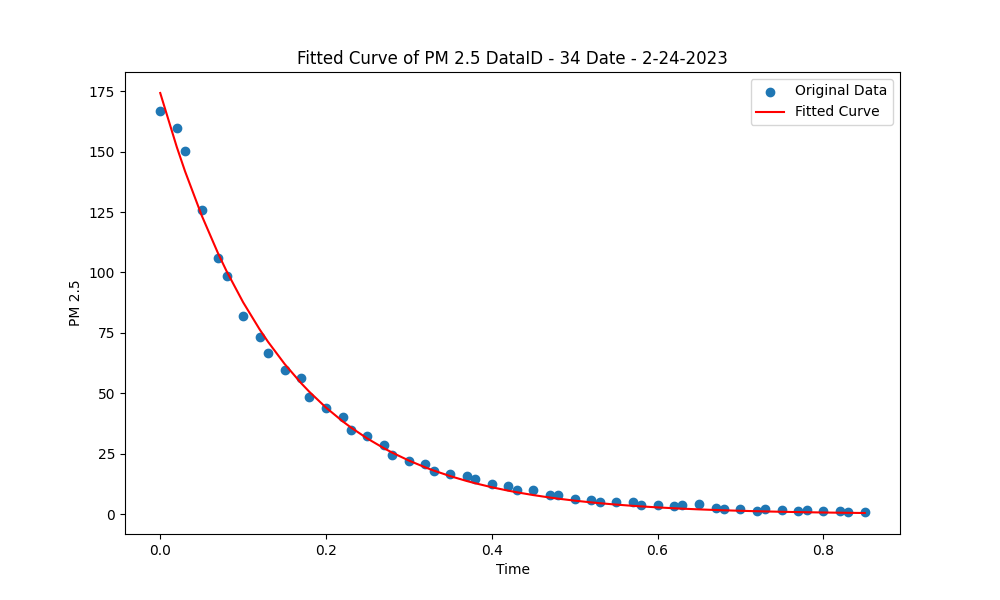 Fitted Curve of PM 2.5 DataID - 34 Date - 2-24-2023
Original Data
Fitted Curve
175
150
125
100
75
50
25
0
PM 2.5
0.0
0.2
0.4
0.6
0.8
Time